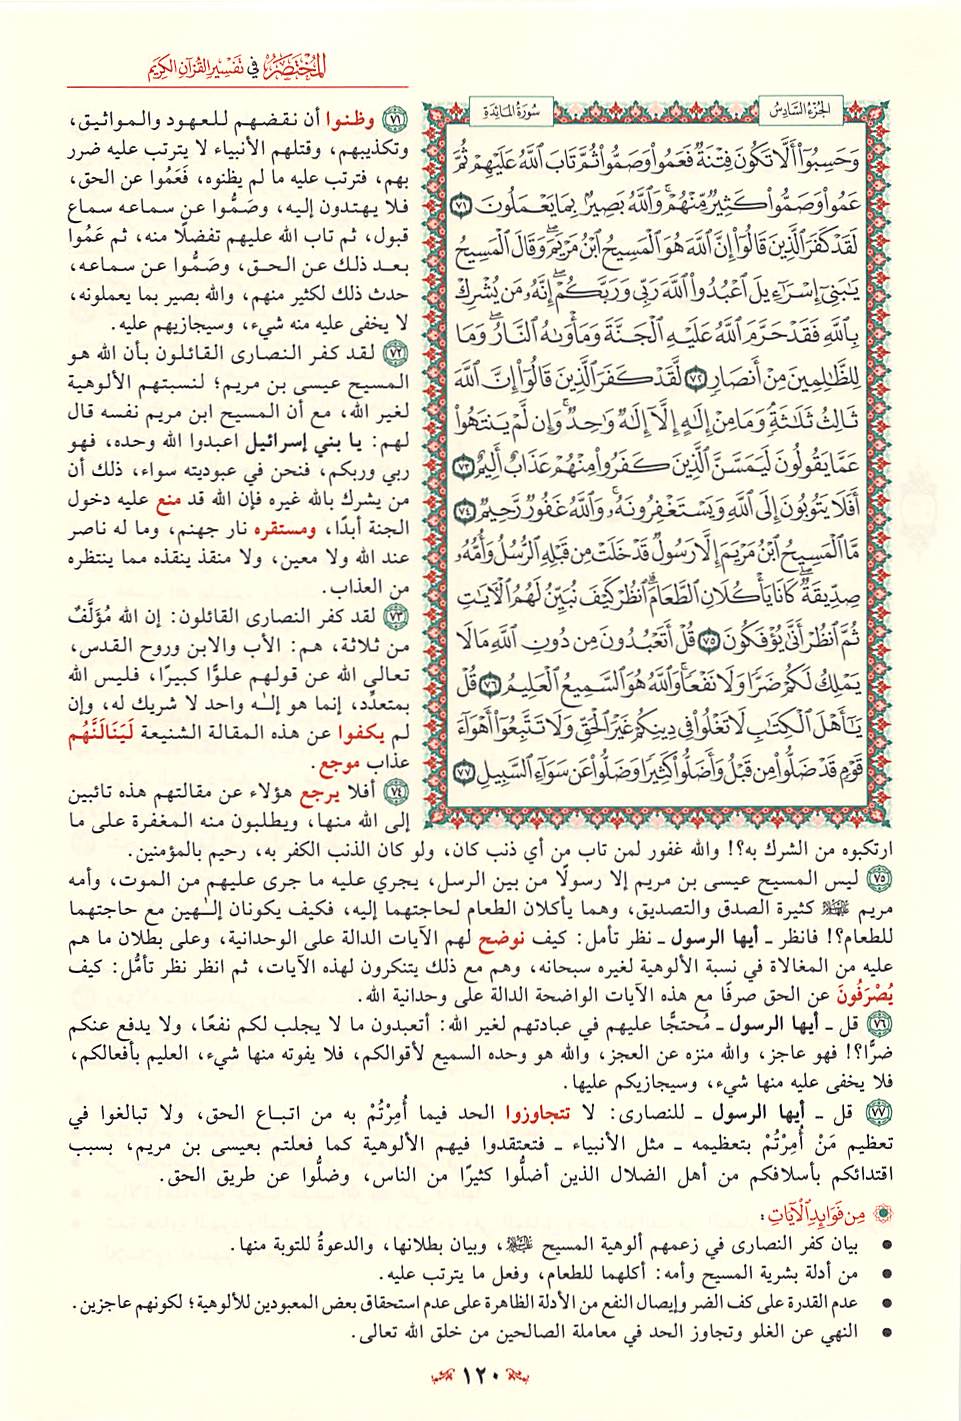 المختصر في تفسير القرآن الكريم
الجزء السادس
سورة المائدة
وَحَسِبُوٓا۟ أَلَّا تَكُونَ فِتْنَةٌ فَعَمُوا۟ وَصَمُّوا۟ ثُمَّ تَابَ ٱللَّهُ عَلَيْهِمْ ثُمَّ
عَمُوا۟ وَصَمُّوا۟ كَثِيرٌ مِّنْهُمْ ۚ وَٱللَّهُ بَصِيرٌۢ بِمَا يَعْمَلُونَ ٧١
لَقَدْ كَفَرَ ٱلَّذِينَ قَالُوٓا۟ إِنَّ ٱللَّهَ هُوَ ٱلْمَسِيحُ ٱبْنُ مَرْيَمَ ۖ وَقَالَ ٱلْمَسِيحُ
يَٰبَنِىٓ إِسْرَٰٓءِيلَ ٱعْبُدُوا۟ ٱللَّهَ رَبِّى وَرَبَّكُمْ ۖ إِنَّهُۥ مَن يُشْرِكْ
بِٱللَّهِ فَقَدْ حَرَّمَ ٱللَّهُ عَلَيْهِ ٱلْجَنَّةَ وَمَأْوَىٰهُ ٱلنَّارُ ۖ وَمَا
لِلظَّٰلِمِينَ مِنْ أَنصَارٍ ٧٢ لَّقَدْ كَفَرَ ٱلَّذِينَ قَالُوٓا۟ إِنَّ ٱللَّهَ
ثَالِثُ ثَلَٰثَةٍ ۘ وَمَا مِنْ إِلَٰهٍ إِلَّآ إِلَٰهٌ وَٰحِدٌ ۚ وَإِن لَّمْ يَنتَهُوا۟
عَمَّا يَقُولُونَ لَيَمَسَّنَّ ٱلَّذِينَ كَفَرُوا۟ مِنْهُمْ عَذَابٌ أَلِيمٌ ٧٣
أَفَلَا يَتُوبُونَ إِلَى ٱللَّهِ وَيَسْتَغْفِرُونَهُۥ ۚ وَٱللَّهُ غَفُورٌ رَّحِيمٌ ٧٤
مَّا ٱلْمَسِيحُ ٱبْنُ مَرْيَمَ إِلَّا رَسُولٌ قَدْ خَلَتْ مِن قَبْلِهِ ٱلرُّسُلُ وَأُمُّهُۥ
صِدِّيقَةٌ ۖ كَانَا يَأْكُلَانِ ٱلطَّعَامَ ۗ ٱنظُرْ كَيْفَ نُبَيِّنُ لَهُمُ ٱلْءَايَٰتِ
ثُمَّ ٱنظُرْ أَنَّىٰ يُؤْفَكُونَ ٧٥ قُلْ أَتَعْبُدُونَ مِن دُونِ ٱللَّهِ مَا لَا
يَمْلِكُ لَكُمْ ضَرًّا وَلَا نَفْعًا ۚ وَٱللَّهُ هُوَ ٱلسَّمِيعُ ٱلْعَلِيمُ ٧٦ قُلْ
يَٰٓأَهْلَ ٱلْكِتَٰبِ لَا تَغْلُوا۟ فِى دِينِكُمْ غَيْرَ ٱلْحَقِّ وَلَا تَتَّبِعُوٓا۟ أَهْوَآءَ
قَوْمٍ قَدْ ضَلُّوا۟ مِن قَبْلُ وَأَضَلُّوا۟ كَثِيرًا وَضَلُّوا۟ عَن سَوَآءِ ٱلسَّبِيلِ ٧٧
٧١ وظنوا أن نقضهم للعهود والمواثيق،
وتكذيبهم، وقتلهم الأنبياء لا يترتب عليه ضرر
بهم، فترتب عليه ما لم يظنوه، فَعَمُوا عن الحق،
فلا يهتدون إليه، وصَمُّوا عن سماعه سماع
قبول، ثم تاب الله عليهم تفضلًا منه، ثم عَمُوا
بعد ذلك عن الحق، وصَمُّوا عن سماعه،
حدث ذلك لكثير منهم، والله بصير بما يعملونه،
لا يخفى عليه منه شيء، وسيجازيهم عليه.
٧٢ لقد كفر النصارى القائلون بأن الله هو
المسيح عيسى بن مريم؛ لنسبتهم الألوهية
لغير الله، مع أن المسيح ابن مريم نفسه قال
لهم: يا بني إسرائيل اعبدوا الله وحده، فهو
ربي وربكم، فنحن في عبوديته سواء، ذلك أن
من يشرك بالله غيره فإن الله قد منع عليه دخول
الجنة أبدًا، ومستقره نار جهنم، وما له ناصر
عند الله ولا معين، ولا منقذ ينقذه مما ينتظره
من العذاب.
٧٣ لقد كفر النصارى القائلون: إن الله مُؤَلَّفٌ
من ثلاثة، هم: الأب والابن وروح القدس،
تعالى الله عن قولهم علوًّا كبيرًا، فليس الله
بمتعدِّد، إنما هو إلـٰه واحد لا شريك له، وإن
لم يكفوا عن هذه المقالة الشنيعة لَيَنَالَنَّهُم
عذاب موجع.
٧٤ أفلا يرجع هؤلاء عن مقالتهم هذه تائبين
إلى الله منها، ويطلبون منه المغفرة على ما
ارتكبوه من الشرك به؟! والله غفور لمن تاب من أي ذنب كان، ولو كان الذنب الكفر به، رحيم بالمؤمنين.
٧٥ ليس المسيح عيسى بن مريم إلا رسولًا من بين الرسل، يجري عليه ما جرى عليهم من الموت، وأمه
مريم عليها السلام كثيرة الصدق والتصديق، وهما يأكلان الطعام لحاجتهما إليه، فكيف يكونان إلـٰهين مع حاجتهما
للطعام؟! فانظر ـ أيها الرسول ـ نظر تأمل: كيف نوضح لهم الآيات الدالة على الوحدانية، وعلى بطلان ما هم
عليه من المغالاة في نسبة الألوهية لغيره سبحانه، وهم مع ذلك يتنكرون لهذه الآيات، ثم انظر نظر تأمُّل: كيف
يُصْرَفُونَ عن الحق صرفًا مع هذه الآيات الواضحة الدالة على وحدانية الله.
٧٦ قل ـ أيها الرسول ـ مُحتجًّا عليهم في عبادتهم لغير الله: أتعبدون ما لا يجلب لكم نفعًا، ولا يدفع عنكم
ضرًّا؟! فهو عاجز، والله منزه عن العجز، والله هو وحده السميع لأقوالكم، فلا يفوته منها شيء، العليم بأفعالكم،
فلا يخفى عليه منها شيء، وسيجازيكم عليها.
٧٧ قل ـ أيها الرسول ـ للنصارى: لا تتجاوزوا الحد فيما أُمِرْتُمْ به من اتباع الحق، ولا تبالغوا في
تعظيم مَنْ أُمِرْتُمْ بتعظيمه ـ مثل الأنبياء ـ فتعتقدوا فيهم الألوهية كما فعلتم بعيسى بن مريم، بسبب
اقتدائكم بأسلافكم من أهل الضلال الذين أضلُّوا كثيرًا من الناس، وضلُّوا عن طريق الحق.
من فوائد الآيات:
• بيان كفر النصارى في زعمهم ألوهية المسيح عليه السلام، وبيان بطلانها، والدعوةُ للتوبة منها.
• من أدلة بشرية المسيح وأمه: أكلهما للطعام، وفعل ما يترتب عليه.
• عدم القدرة على كف الضر وإيصال النفع من الأدلة الظاهرة على عدم استحقاق بعض المعبودين للألوهية؛ لكونهم عاجزين.
• النهي عن الغلو وتجاوز الحد في معاملة الصالحين من خلق الله تعالى.
١٢٠